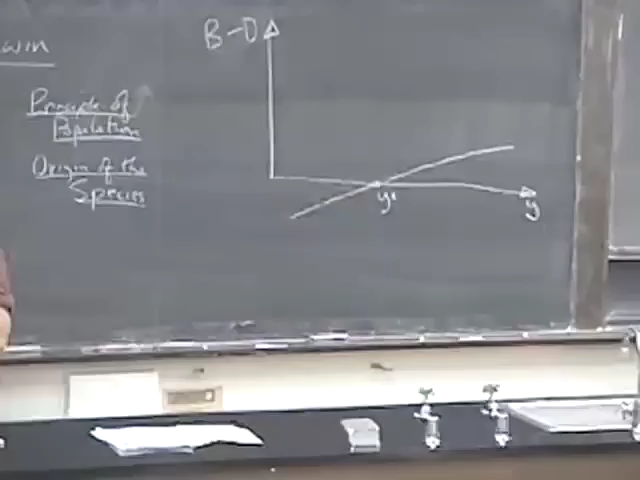 win
Principle of
Population
Origin of the
Species
B-D
y*
y